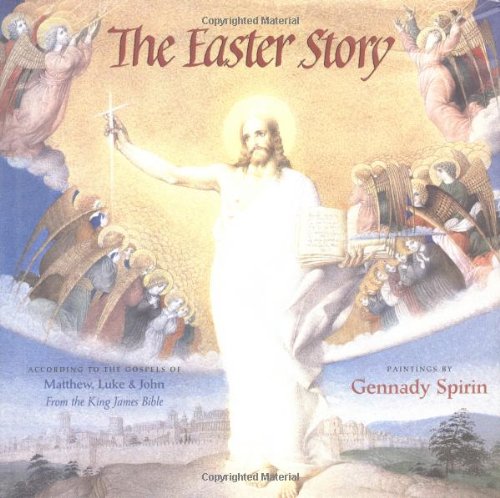 Copyrighted Material
The Easter Story
ACCORDING TO THE GOSPELS OF
Matthew, Luke & John
From the King James Bible
PAINTINGS BY
Gennady Spirin
Copyrighted Material